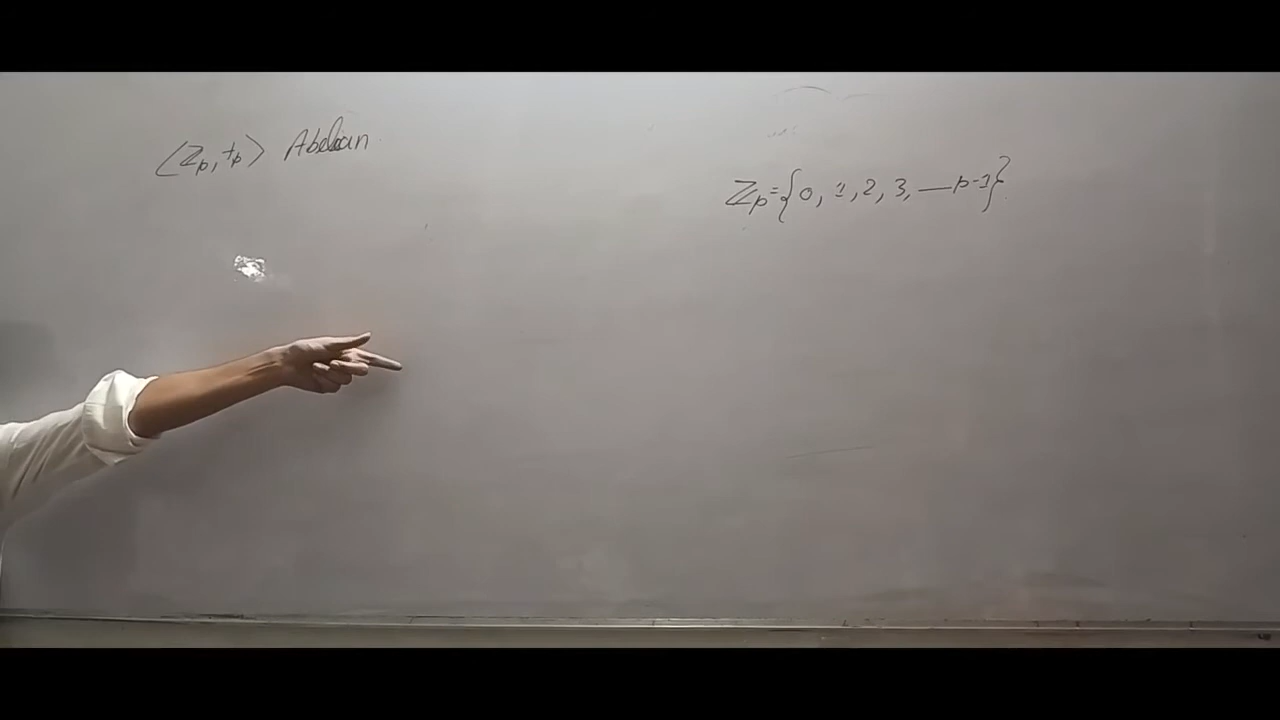 ⟨ℤp, +p⟩ Abelian
ℤp = {0, 1, 2, 3, — p-1}